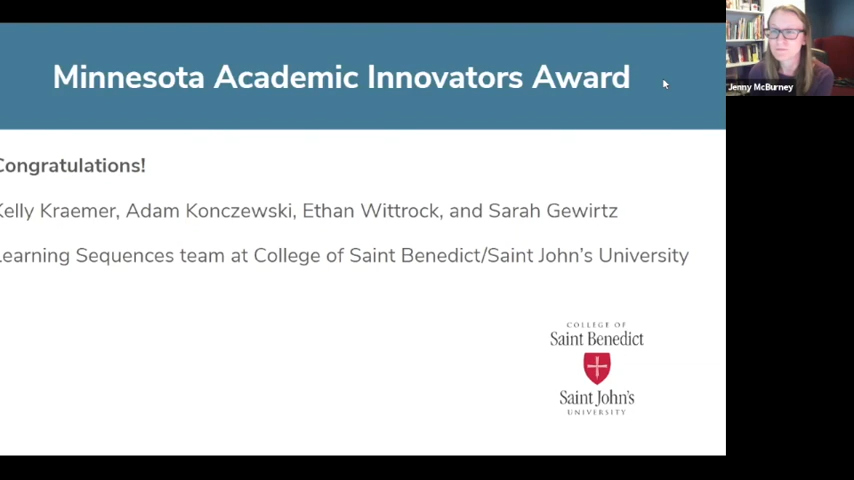 Minnesota Academic Innovators Award
Jenny McBurney
Congratulations!
Kelly Kraemer, Adam Konczewski, Ethan Wittrock, and Sarah Gewirtz
Learning Sequences team at College of Saint Benedict/Saint John's University
COLLEGE OF
Saint Benedict
Saint John's
UNIVERSITY